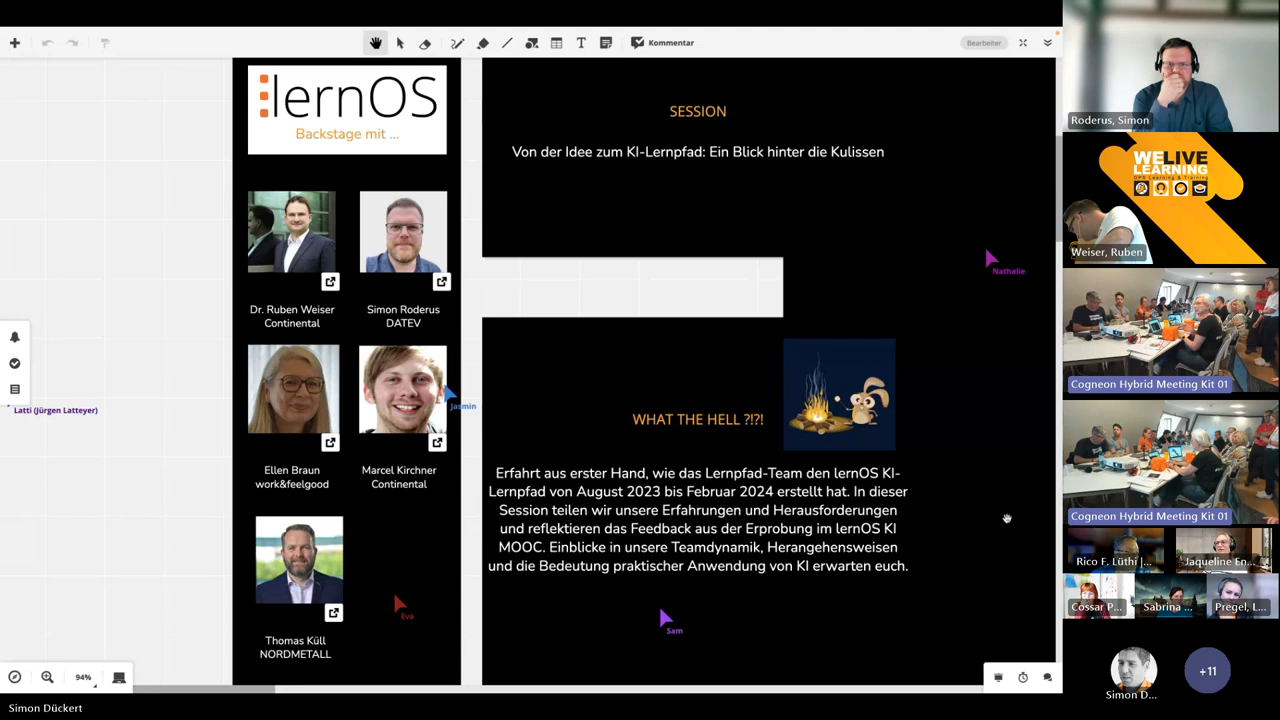 Kommentar
Bearbeiter
lernOS
Backstage mit ...
SESSION
Von der Idee zum KI-Lernpfad: Ein Blick hinter die Kulissen
Nathalie
Dr. Ruben Weiser
Continental
Simon Roderus
DATEV
Ellen Braun
work&feelgood
Marcel Kirchner
Continental
Thomas Küll
NORDMETALL
Jasmin
Eva
Latti (Jürgen Latteyer)
WHAT THE HELL ?!?!
Erfahrt aus erster Hand, wie das Lernpfad-Team den lernOS KI-
Lernpfad von August 2023 bis Februar 2024 erstellt hat. In dieser
Session teilen wir unsere Erfahrungen und Herausforderungen
und reflektieren das Feedback aus der Erprobung im lernOS KI
MOOC. Einblicke in unsere Teamdynamik, Herangehensweisen
und die Bedeutung praktischer Anwendung von KI erwarten euch.
Sam
94%
Simon Dückert
Roderus, Simon
WE LIVE
LEARNING
Weiser, Ruben
Cogneon Hybrid Meeting Kit 01
Cogneon Hybrid Meeting Kit 01
Rico F. Lüthi |...
Jaqueline En...
Cossar P...
Sabrina ...
Pregel, L...
Simon D...
+11